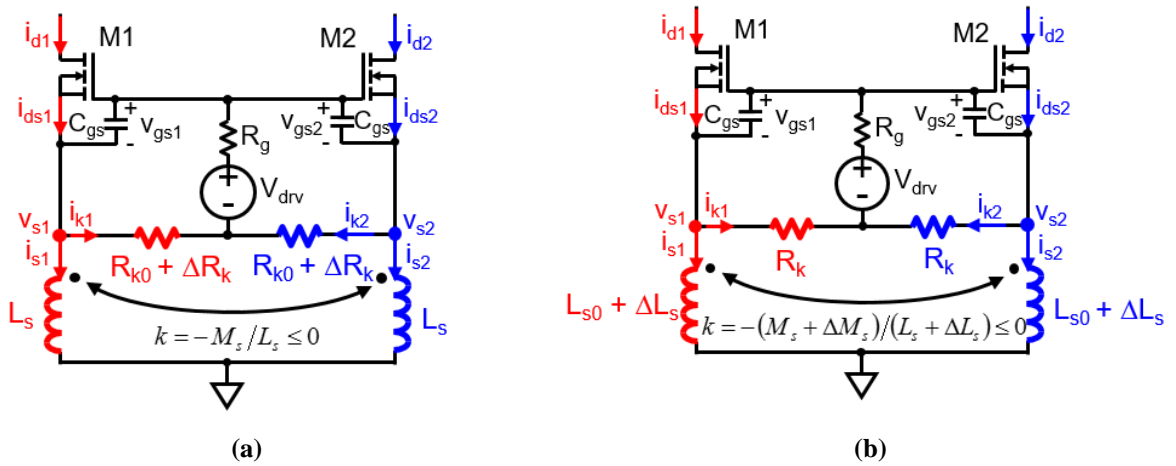 i_d1 M1 M2 i_d2
i_ds1 C_gs + v_gs1 - + v_gs2 - C_gs i_ds2
R_g
+ V_drv -
v_s1 i_k1 i_k2 v_s2
i_s1 R_k0 + ΔR_k R_k0 + ΔR_k i_s2
L_s L_s
k = −M_s/L_s ≤ 0
(a)
i_d1 M1 M2 i_d2
i_ds1 C_gs + v_gs1 - + v_gs2 - C_gs i_ds2
R_g
+ V_drv -
v_s1 i_k1 i_k2 v_s2
i_s1 R_k R_k i_s2
L_s0 + ΔL_s L_s0 + ΔL_s
k = −(M_s + ΔM_s)/(L_s + ΔL_s) ≤ 0
(b)